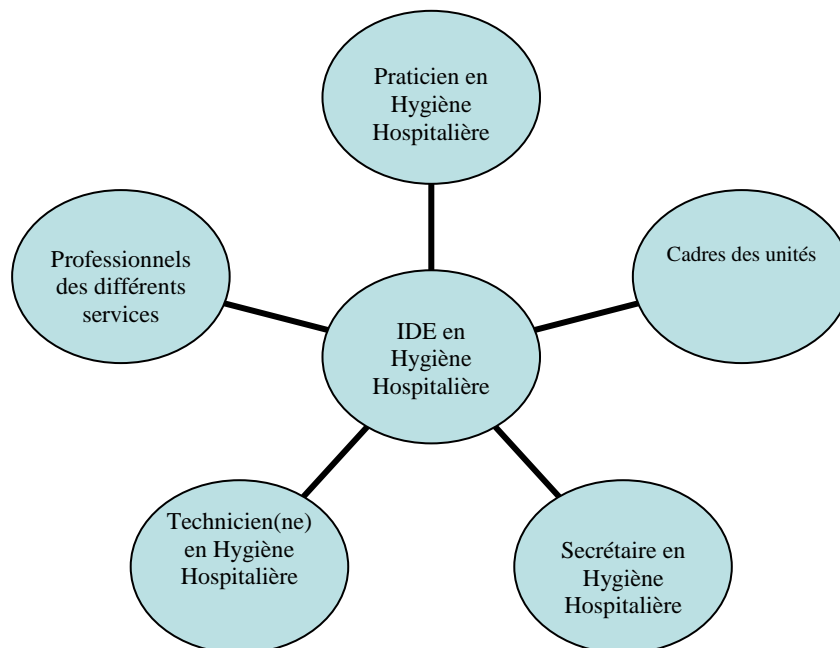 Praticien en
Hygiène
Hospitalière
Professionnels
des différents
services
Cadres des unités
IDE en
Hygiène
Hospitalière
Technicien(ne)
en Hygiène
Hospitalière
Secrétaire en
Hygiène
Hospitalière